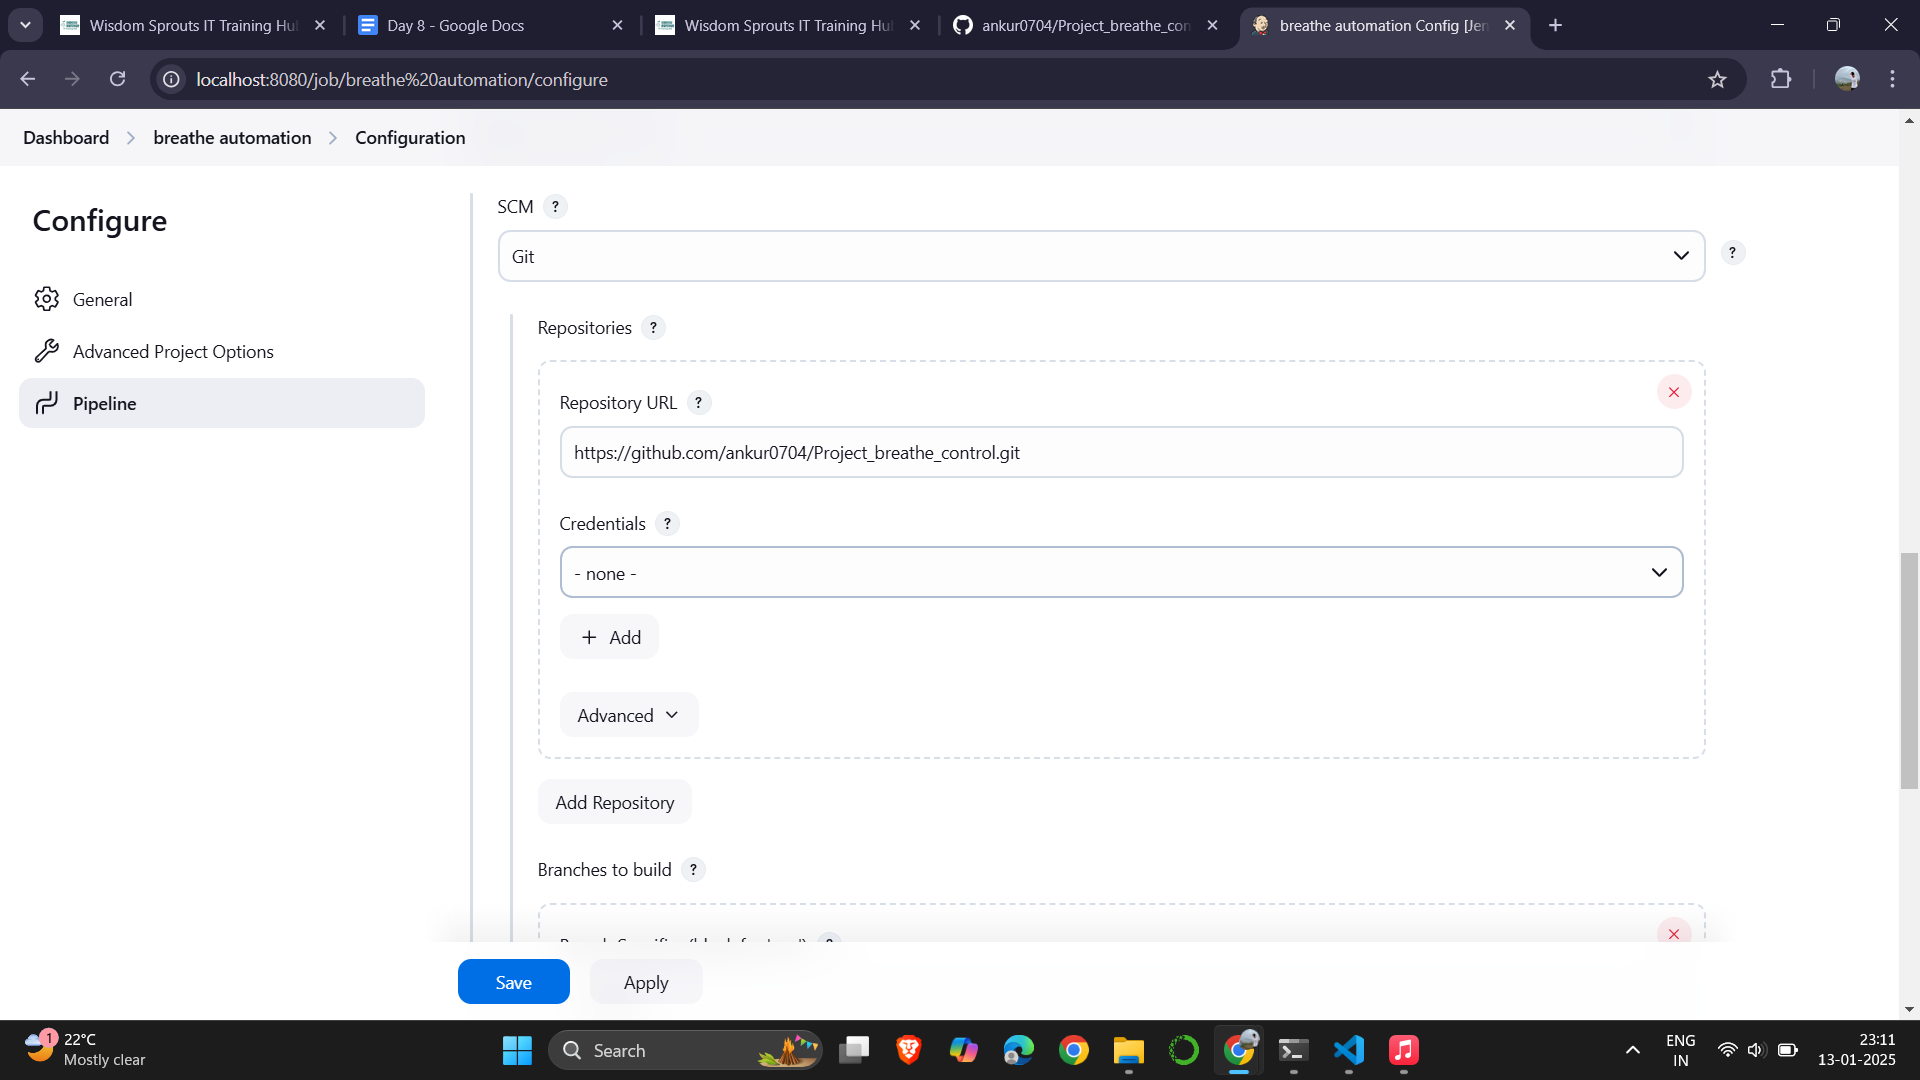 Wisdom Sprouts IT Training Hu
Day 8 - Google Docs
Wisdom Sprouts IT Training Hu
ankur0704/Project_breathe_con
breathe automation Config [Jen
localhost:8080/job/breathe%20automation/configure
Dashboard
breathe automation
Configuration
Configure
General
Advanced Project Options
Pipeline
SCM ?
Git
?
Repositories ?
Repository URL ?
https://github.com/ankur0704/Project_breathe_control.git
Credentials ?
- none -
+ Add
Advanced
Add Repository
Branches to build ?
Save
Apply
1
22°C
Mostly clear
Search
ENG
IN
23:11
13-01-2025